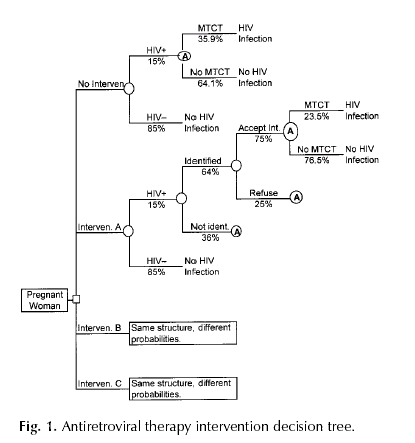 MTCT HIV
35.9% Infection
HIV+
15%
A
No MTCT No HIV
64.1% Infection
No Interven.
HIV– No HIV
85% Infection
MTCT HIV
23.5% Infection
Accept Int.
75%
A
No MTCT No HIV
76.5% Infection
Identified
64%
Refuse
25%
A
HIV+
15%
Not ident.
36%
A
Interven. A
HIV– No HIV
85% Infection
Pregnant
Woman
Interven. B
Same structure, different
probabilities.
Interven. C
Same structure, different
probabilities.
Fig. 1. Antiretroviral therapy intervention decision tree.